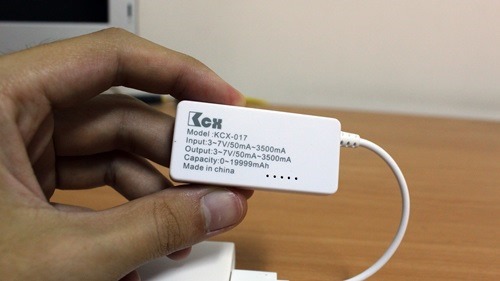 Kcx
Model :KCX-017
Input:3~7V/50mA~3500mA
Output:3~7V/50mA~3500mA
Capacity:0~19999mAh
Made in china